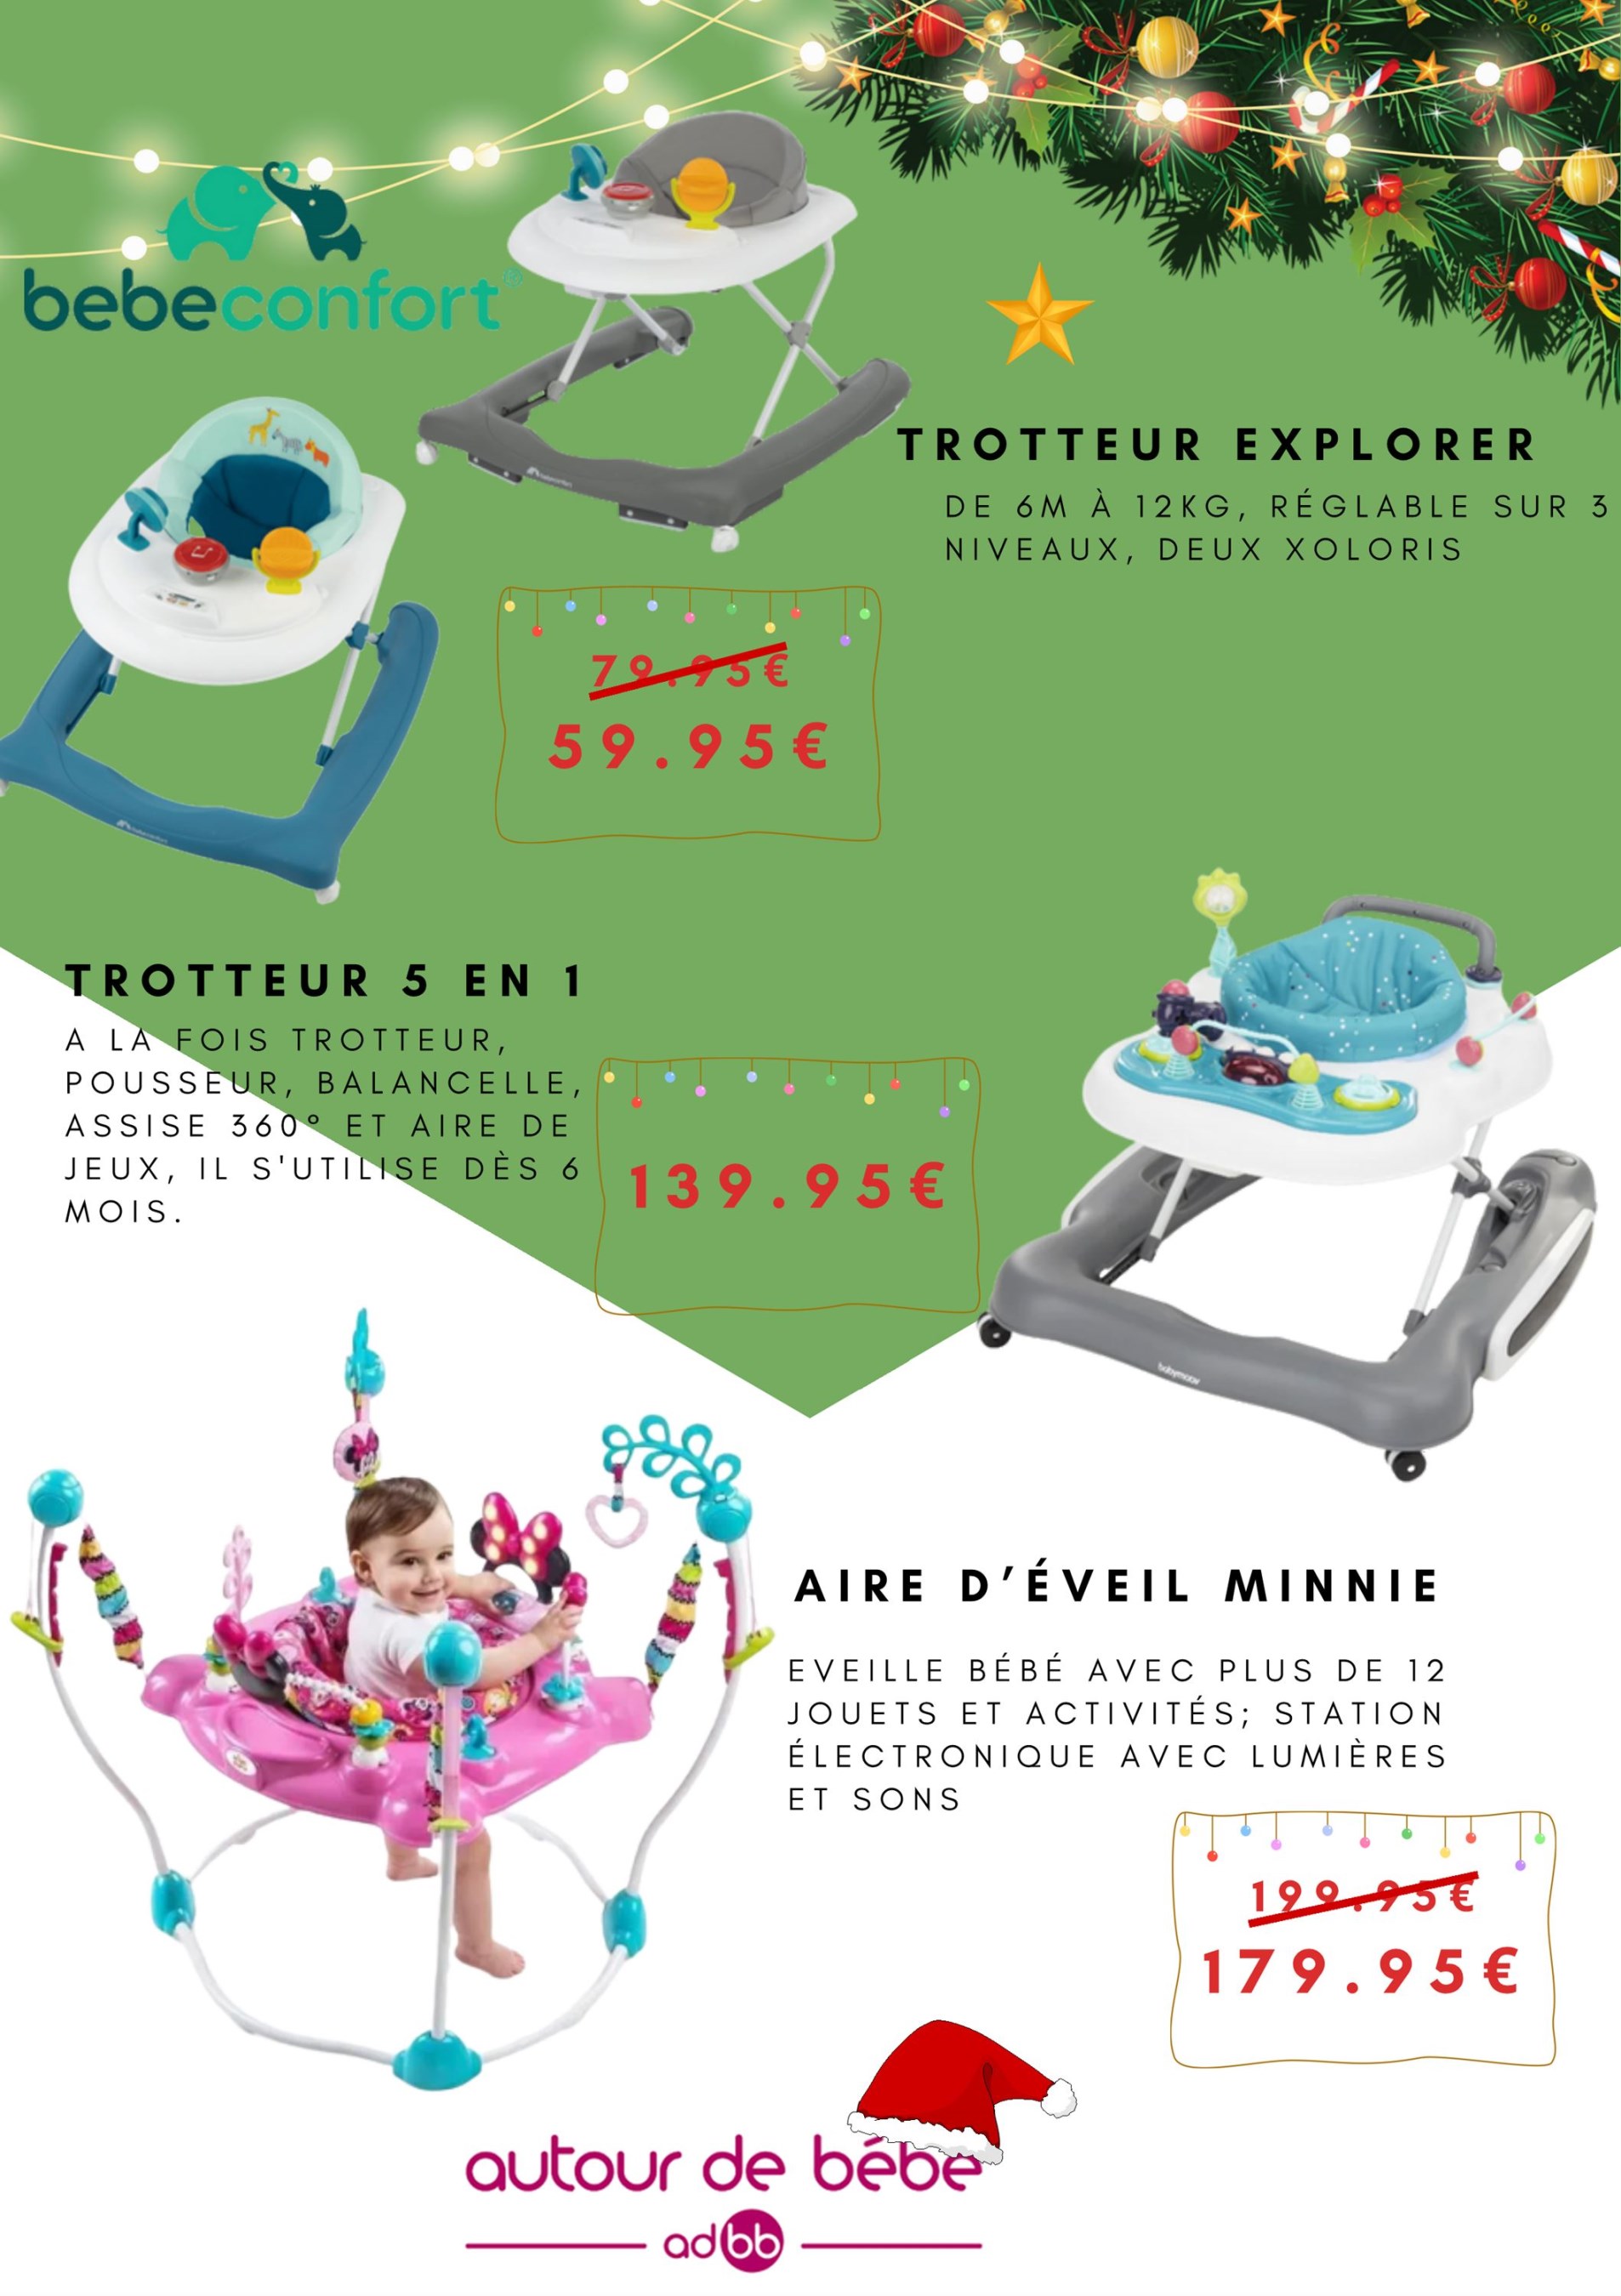 bebeconfort
TROTTEUR EXPLORER
DE 6M À 12KG, RÉGLABLE SUR 3
NIVEAUX, DEUX XOLORIS
79.95€
59.95€
TROTTEUR 5 EN 1
A LA FOIS TROTTEUR,
POUSSEUR, BALANCELLE,
ASSISE 360° ET AIRE DE
JEUX, IL S'UTILISE DÈS 6
MOIS.
139.95€
babymoov
AIRE D'ÉVEIL MINNIE
EVEILLE BÉBÉ AVEC PLUS DE 12
JOUETS ET ACTIVITÉS; STATION
ÉLECTRONIQUE AVEC LUMIÈRES
ET SONS
199.95€
179.95€
autour de bébé
adbb